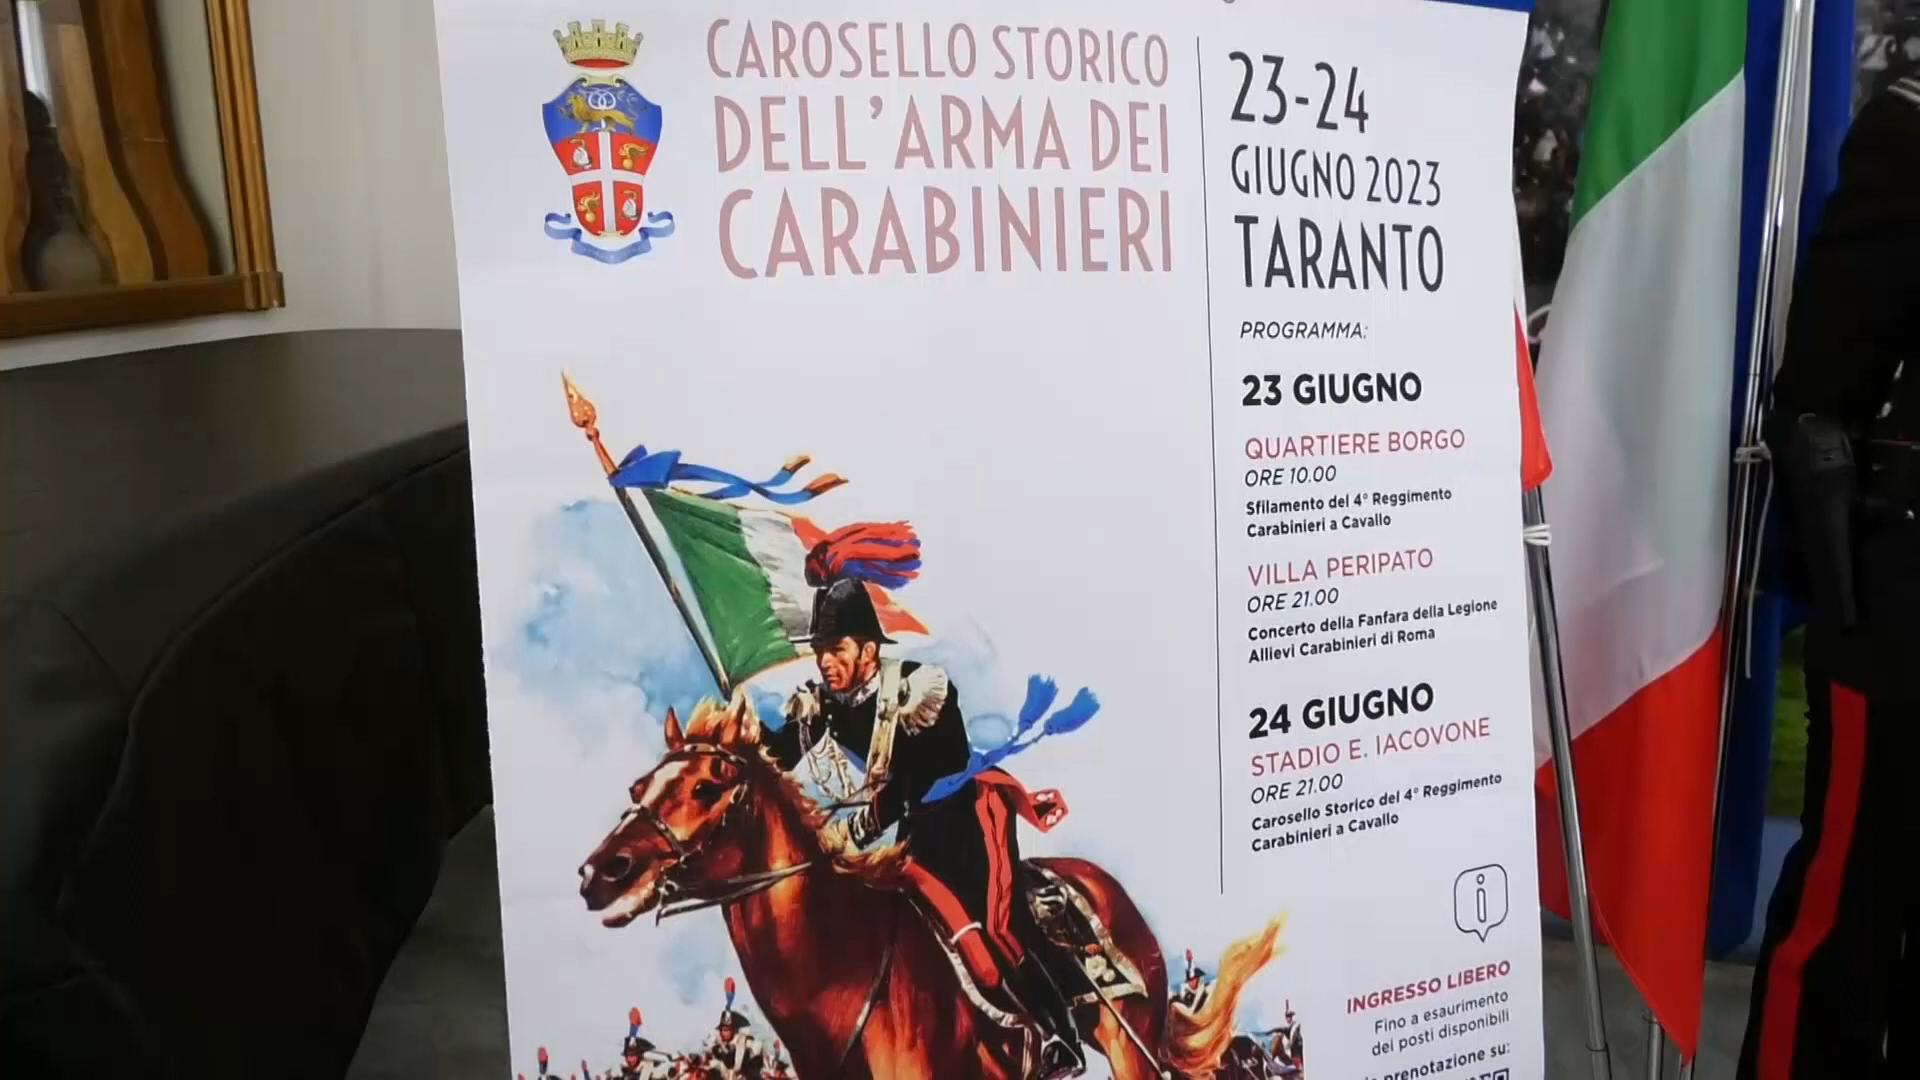 CAROSELLO STORICO
DELL'ARMA DEI
CARABINIERI
23-24
GIUGNO 2023
TARANTO
PROGRAMMA:
23 GIUGNO
QUARTIERE BORGO
ORE 10.00
Sfilamento del 4° Reggimento
Carabinieri a Cavallo
VILLA PERIPATO
ORE 21.00
Concerto della Fanfara della Legione
Allievi Carabinieri di Roma
24 GIUGNO
STADIO E. IACOVONE
ORE 21.00
Carosello Storico del 4° Reggimento
Carabinieri a Cavallo
i
INGRESSO LIBERO
Fino a esaurimento
dei posti disponibili
prenotazione su: